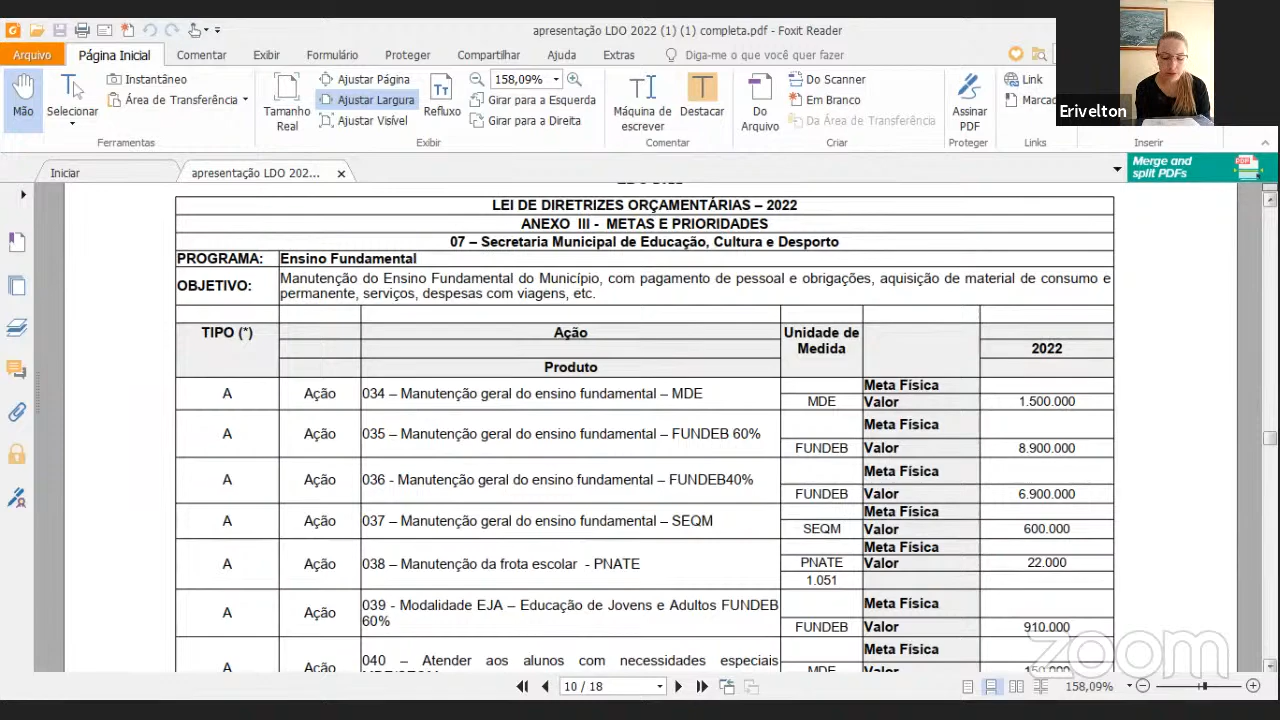 apresentação LDO 2022 (1) (1) completa.pdf - Foxit Reader
Arquivo Página Inicial Comentar Exibir Formulário Proteger Compartilhar Ajuda Extras Diga-me o que você quer fazer
Mão
Selecionar
Instantâneo
Área de Transferência
Ferramentas
Tamanho Real
Ajustar Página
Ajustar Largura
Ajustar Visível
Refluxo
158,09%
Girar para a Esquerda
Girar para a Direita
Exibir
Máquina de escrever
Destacar
Comentar
Do Arquivo
Do Scanner
Em Branco
Da Área de Transferência
Criar
Assinar PDF
Proteger
Link
Marcad
Links
Inserir
Erivelton
Iniciar
apresentação LDO 202...
Merge and split PDFs
LEI DE DIRETRIZES ORÇAMENTÁRIAS – 2022
ANEXO III - METAS E PRIORIDADES
07 – Secretaria Municipal de Educação, Cultura e Desporto
PROGRAMA: Ensino Fundamental
OBJETIVO: Manutenção do Ensino Fundamental do Município, com pagamento de pessoal e obrigações, aquisição de material de consumo e
permanente, serviços, despesas com viagens, etc.
TIPO (*) Ação Unidade de Medida 2022
Produto
A Ação 034 – Manutenção geral do ensino fundamental – MDE Meta Física
MDE Valor 1.500.000
A Ação 035 – Manutenção geral do ensino fundamental – FUNDEB 60% Meta Física
FUNDEB Valor 8.900.000
A Ação 036 - Manutenção geral do ensino fundamental – FUNDEB40% Meta Física
FUNDEB Valor 6.900.000
A Ação 037 – Manutenção geral do ensino fundamental – SEQM Meta Física
SEQM Valor 600.000
A Ação 038 – Manutenção da frota escolar - PNATE Meta Física
PNATE Valor 22.000
1.051
A Ação 039 - Modalidade EJA – Educação de Jovens e Adultos FUNDEB
60% Meta Física
FUNDEB Valor 910.000
A Ação 040 – Atender aos alunos com necessidades especiais Meta Física
MDE Valor 150.000
zoom
10 / 18
158,09%